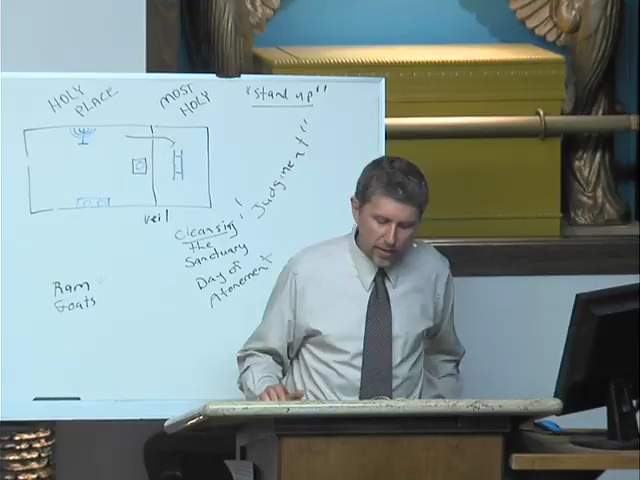 HOLY
PLACE
MOST
HOLY
"Stand up"
Judgment"
veil
Cleansing"
The
Sanctuary
Day of
Atonement
Ram
Goats